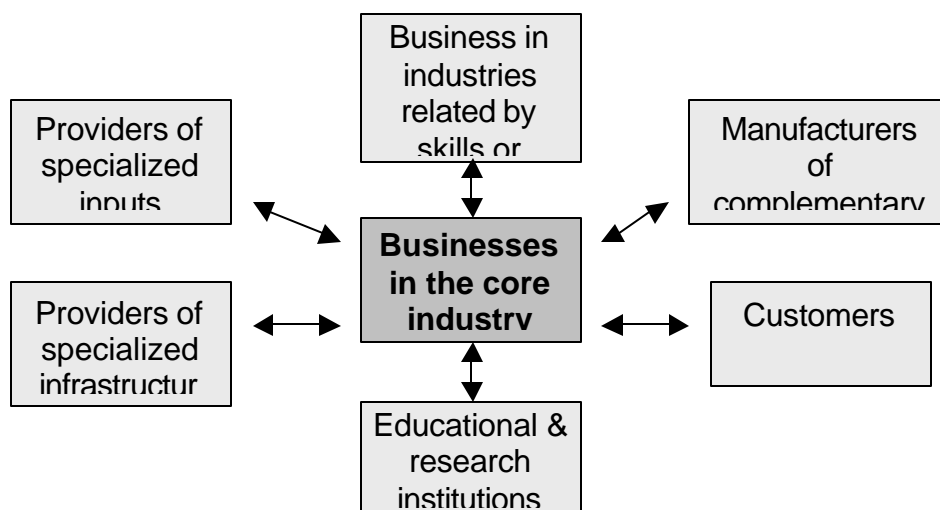 Business in
industries
related by
skills or
Providers of
specialized
inputs
Manufacturers
of
complementary
Businesses
in the core
industry
Providers of
specialized
infrastructur
Customers
Educational &
research
institutions